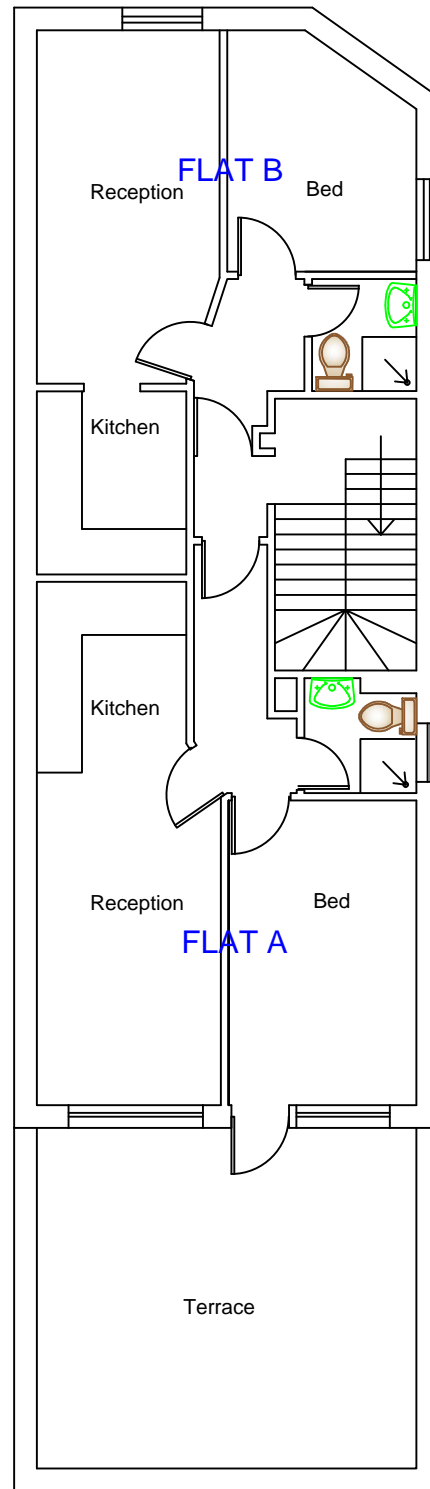 FLAT B
Reception
Bed
Kitchen
Kitchen
Reception
Bed
FLAT A
Terrace